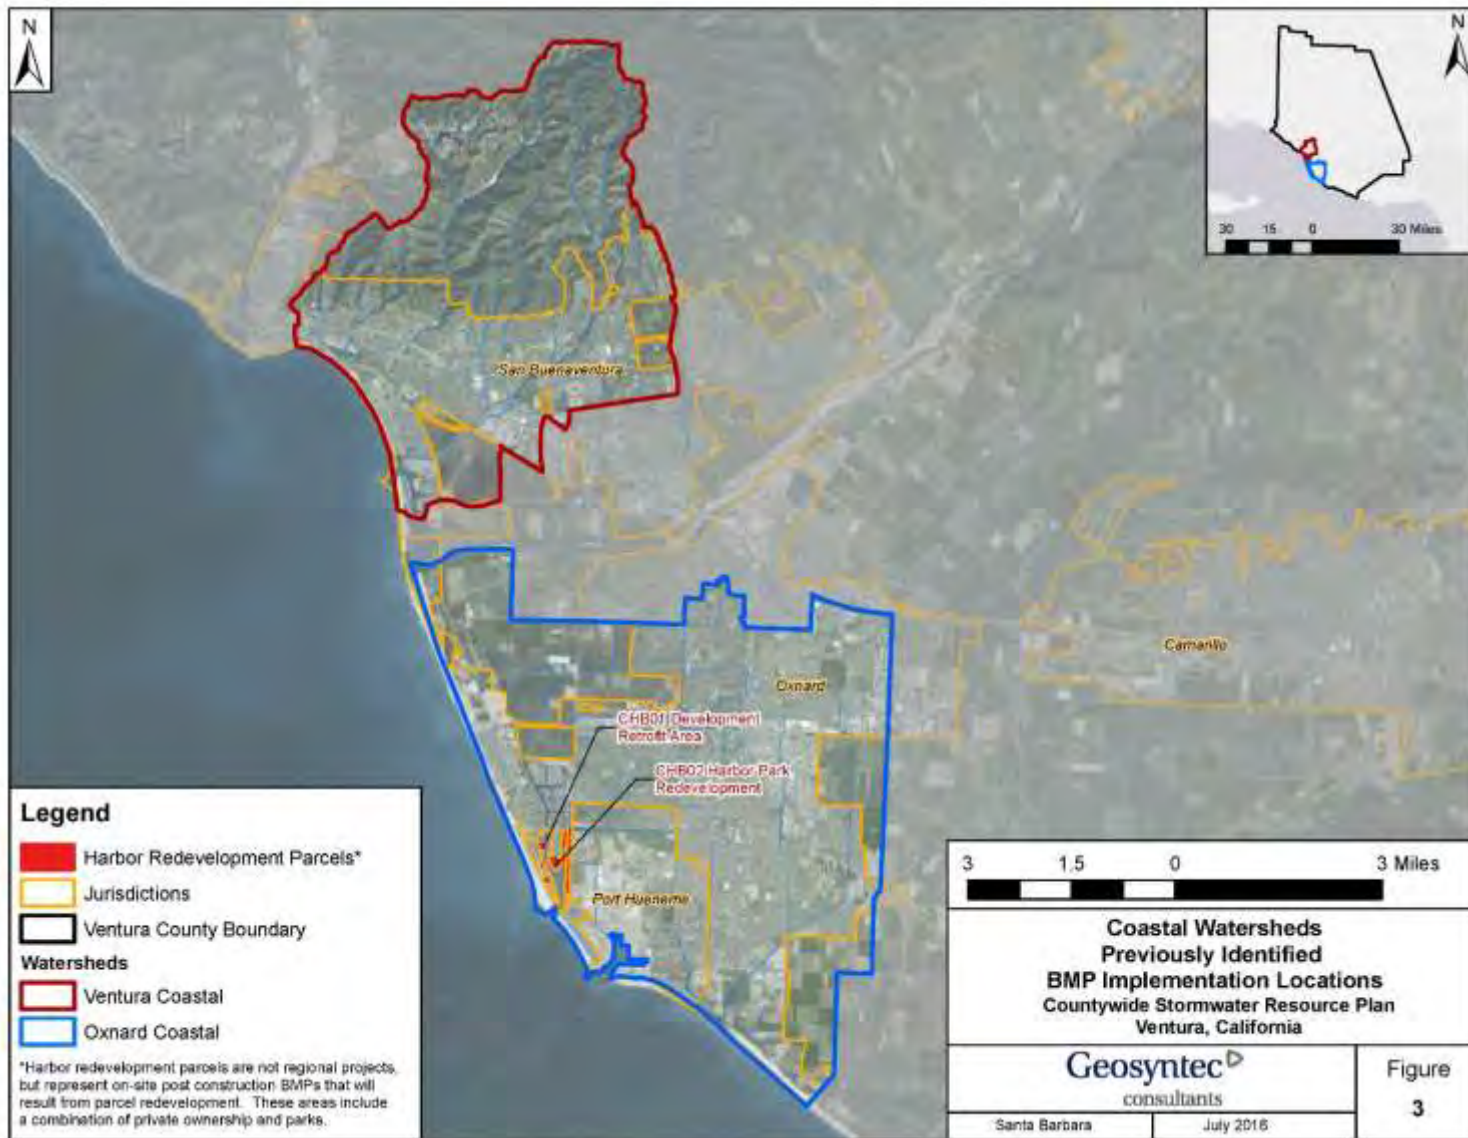 N
N
30 15 0 30 Miles
San Buenaventura
Camarillo
Oxnard
CHB01 Development
Retrofit Area
CHB02 Harbor Park
Redevelopment
Port Hueneme
Legend
Harbor Redevelopment Parcels*
Jurisdictions
Ventura County Boundary
Watersheds
Ventura Coastal
Oxnard Coastal
*Harbor redevelopment parcels are not regional projects,
but represent on-site post construction BMPs that will
result from parcel redevelopment. These areas include
a combination of private ownership and parks.
3 1.5 0 3 Miles
Coastal Watersheds
Previously Identified
BMP Implementation Locations
Countywide Stormwater Resource Plan
Ventura, California
Geosyntec
consultants
Santa Barbara July 2016
Figure
3